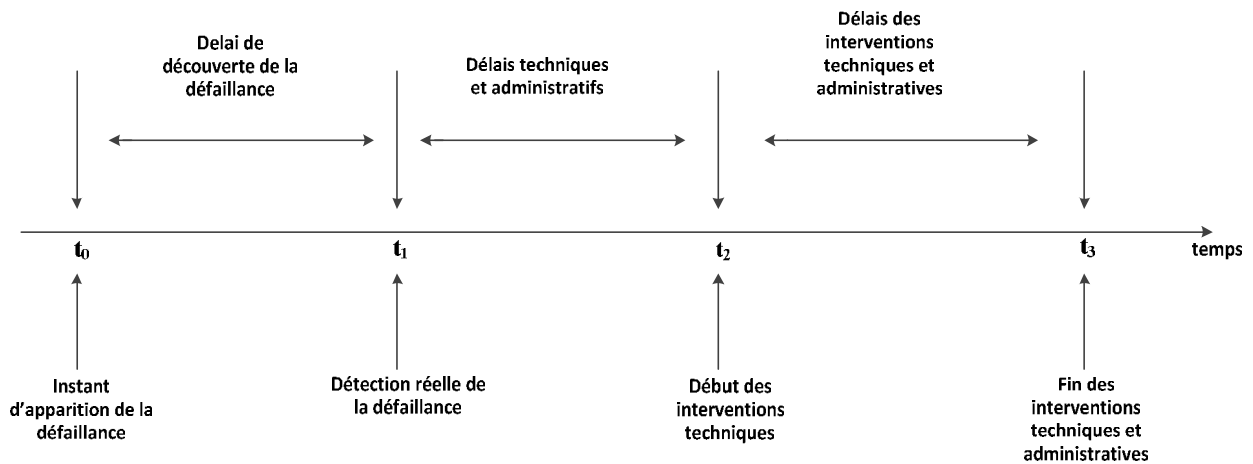 Delai de
découverte de la
défaillance
Délais techniques
et administratifs
Délais des
interventions
techniques et
administratives
t₀
t₁
t₂
t₃
temps
Instant
d'apparition de la
défaillance
Détection réelle de
la défaillance
Début des
interventions
techniques
Fin des
interventions
techniques et
administratives